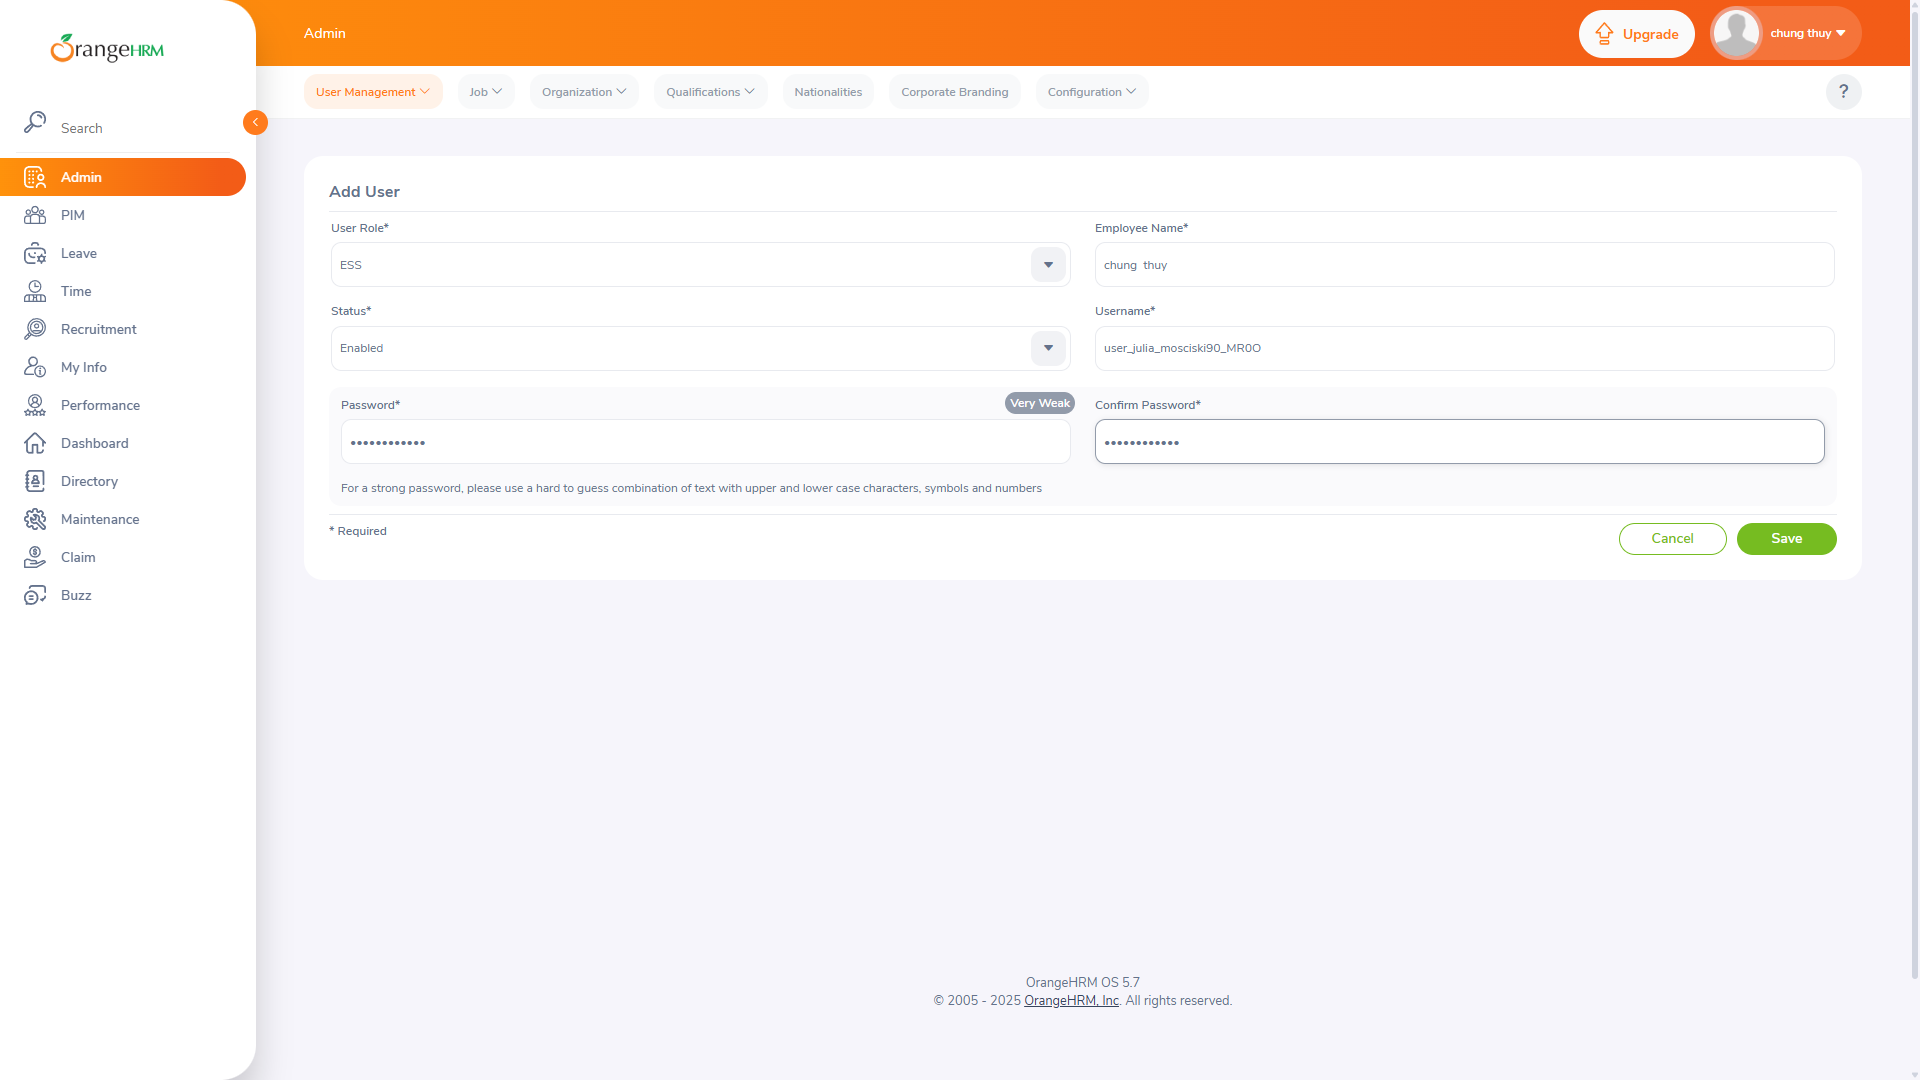 OrangeHRM
Search
Admin
PIM
Leave
Time
Recruitment
My Info
Performance
Dashboard
Directory
Maintenance
Claim
Buzz
Admin
Upgrade
chung thuy
User Management
Job
Organization
Qualifications
Nationalities
Corporate Branding
Configuration
?
Add User
User Role*
ESS
Employee Name*
chung  thuy
Status*
Enabled
Username*
user_julia_mosciski90_MR0O
Password*
Very Weak
••••••••••••
Confirm Password*
••••••••••••
For a strong password, please use a hard to guess combination of text with upper and lower case characters, symbols and numbers
* Required
Cancel
Save
OrangeHRM OS 5.7
© 2005 - 2025 OrangeHRM, Inc. All rights reserved.